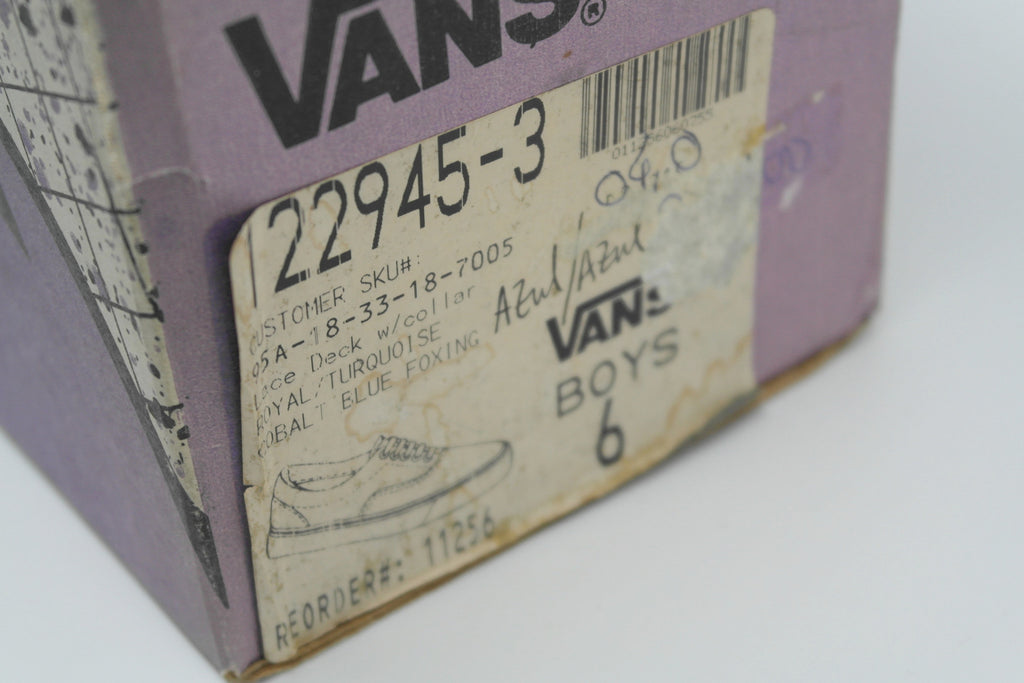 VANS®
22945-3
CUSTOMER SKU#:
05A-18-33-18-7005
Lace Deck w/collar
ROYAL/TURQUOISE
COBALT BLUE FOXING
Azul/Azul
VANS
BOYS
6
REORDER#: 11256